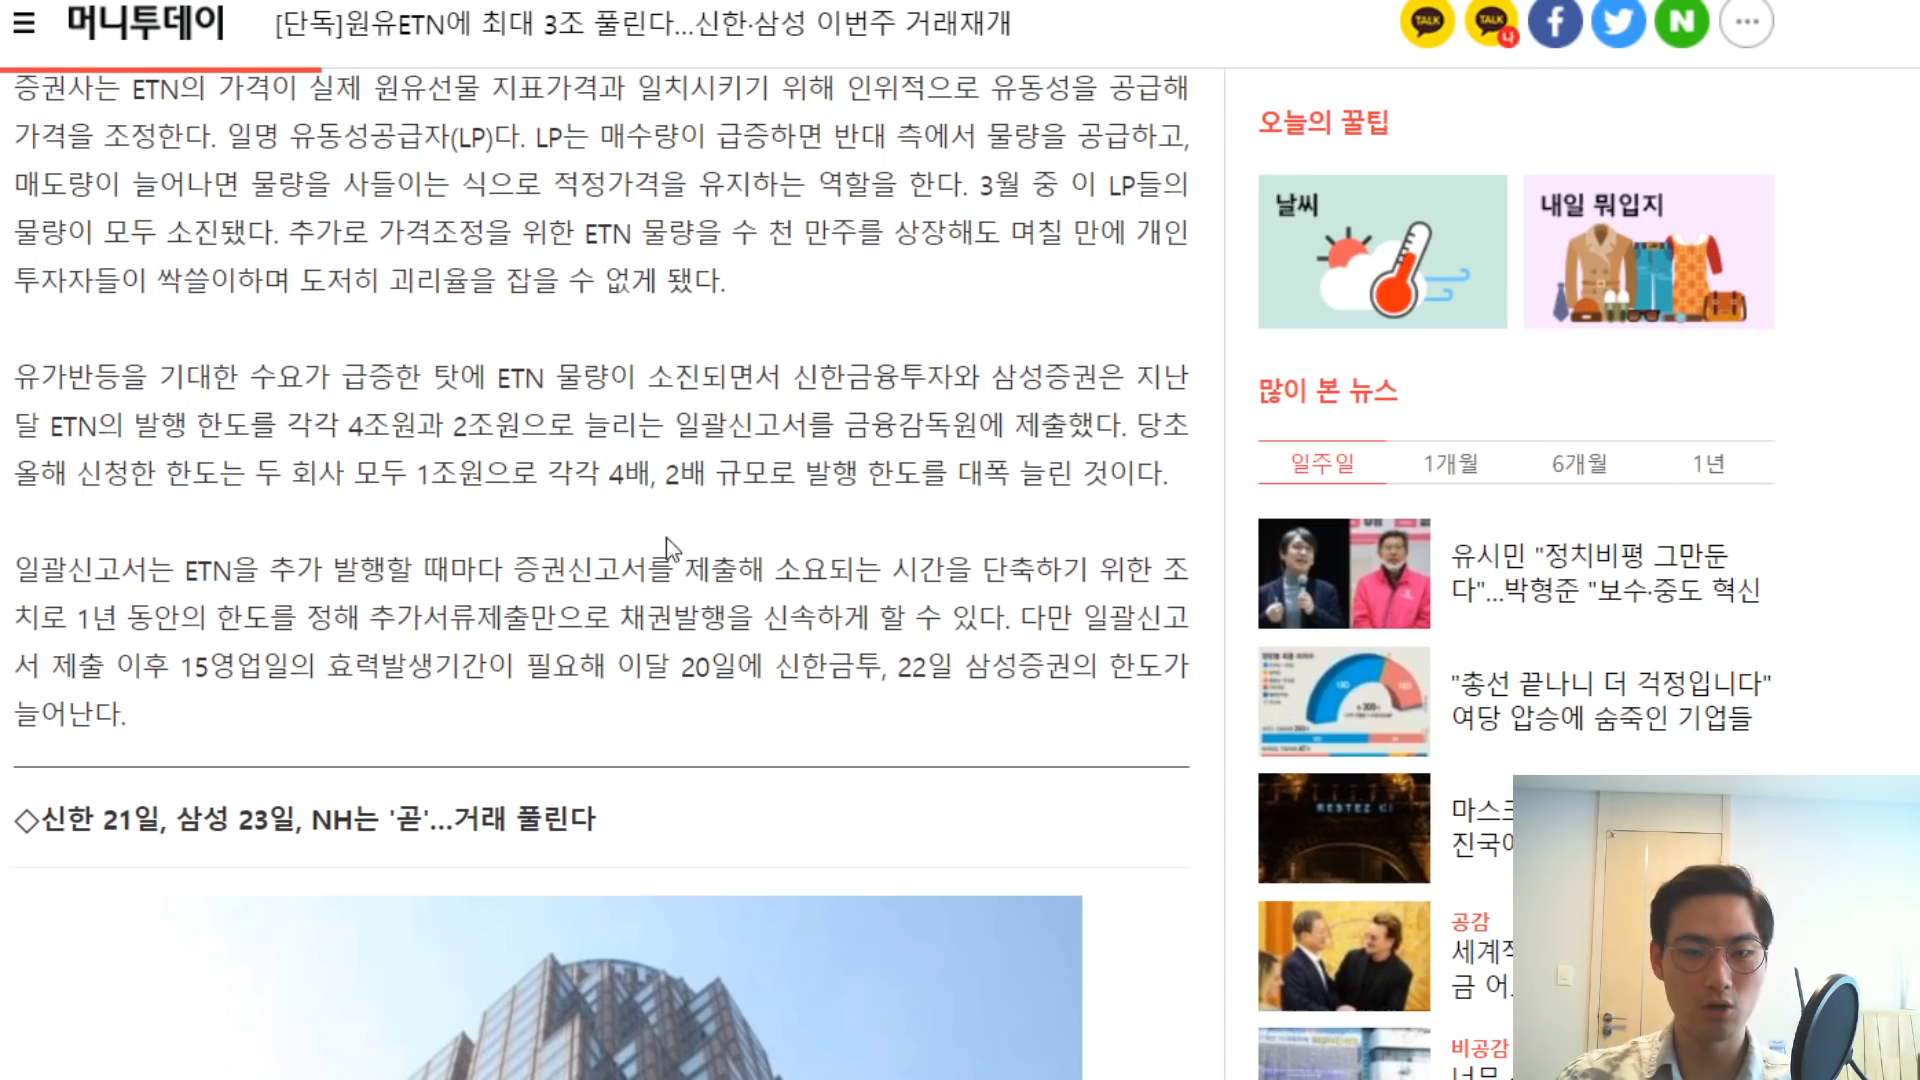 머니투데이
[단독]원유ETN에 최대 3조 풀린다...신한·삼성 이번주 거래재개
TALK
TALK
나
N
증권사는 ETN의 가격이 실제 원유선물 지표가격과 일치시키기 위해 인위적으로 유동성을 공급해
가격을 조정한다. 일명 유동성공급자(LP)다. LP는 매수량이 급증하면 반대 측에서 물량을 공급하고,
매도량이 늘어나면 물량을 사들이는 식으로 적정가격을 유지하는 역할을 한다. 3월 중 이 LP들의
물량이 모두 소진됐다. 추가로 가격조정을 위한 ETN 물량을 수 천 만주를 상장해도 며칠 만에 개인
투자자들이 싹쓸이하며 도저히 괴리율을 잡을 수 없게 됐다.
유가반등을 기대한 수요가 급증한 탓에 ETN 물량이 소진되면서 신한금융투자와 삼성증권은 지난
달 ETN의 발행 한도를 각각 4조원과 2조원으로 늘리는 일괄신고서를 금융감독원에 제출했다. 당초
올해 신청한 한도는 두 회사 모두 1조원으로 각각 4배, 2배 규모로 발행 한도를 대폭 늘린 것이다.
일괄신고서는 ETN을 추가 발행할 때마다 증권신고서를 제출해 소요되는 시간을 단축하기 위한 조
치로 1년 동안의 한도를 정해 추가서류제출만으로 채권발행을 신속하게 할 수 있다. 다만 일괄신고
서 제출 이후 15영업일의 효력발생기간이 필요해 이달 20일에 신한금투, 22일 삼성증권의 한도가
늘어난다.
◇신한 21일, 삼성 23일, NH는 '곧'...거래 풀린다
오늘의 꿀팁
날씨
내일 뭐입지
많이 본 뉴스
일주일
1개월
6개월
1년
유시민 "정치비평 그만둔
다"...박형준 "보수·중도 혁신
"총선 끝나니 더 걱정입니다"
여당 압승에 숨죽인 기업들
RESTEZ
마스크
진국
공감
세계적
금 어
비공감